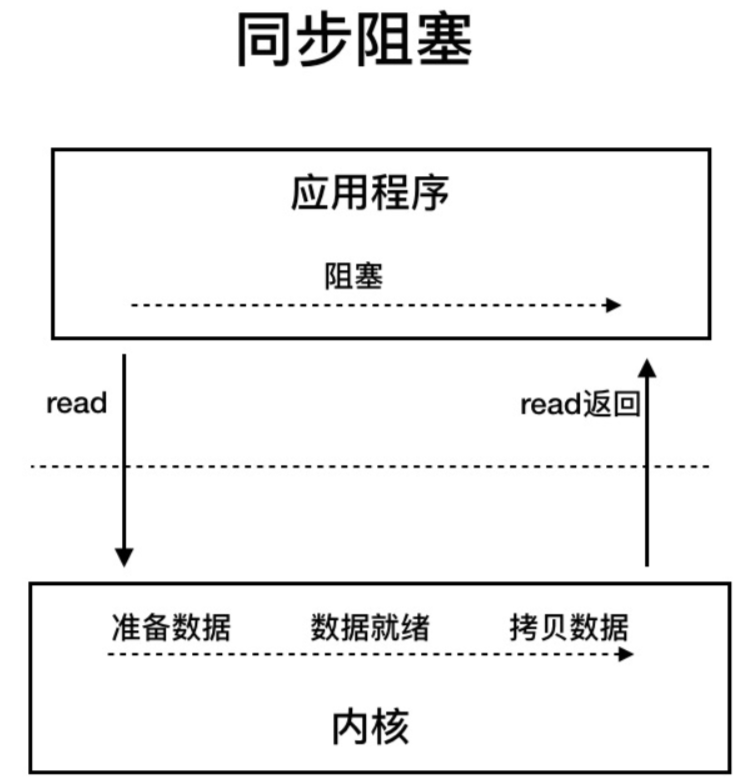 同步阻塞
应用程序
阻塞
read
read返回
准备数据 数据就绪 拷贝数据
内核